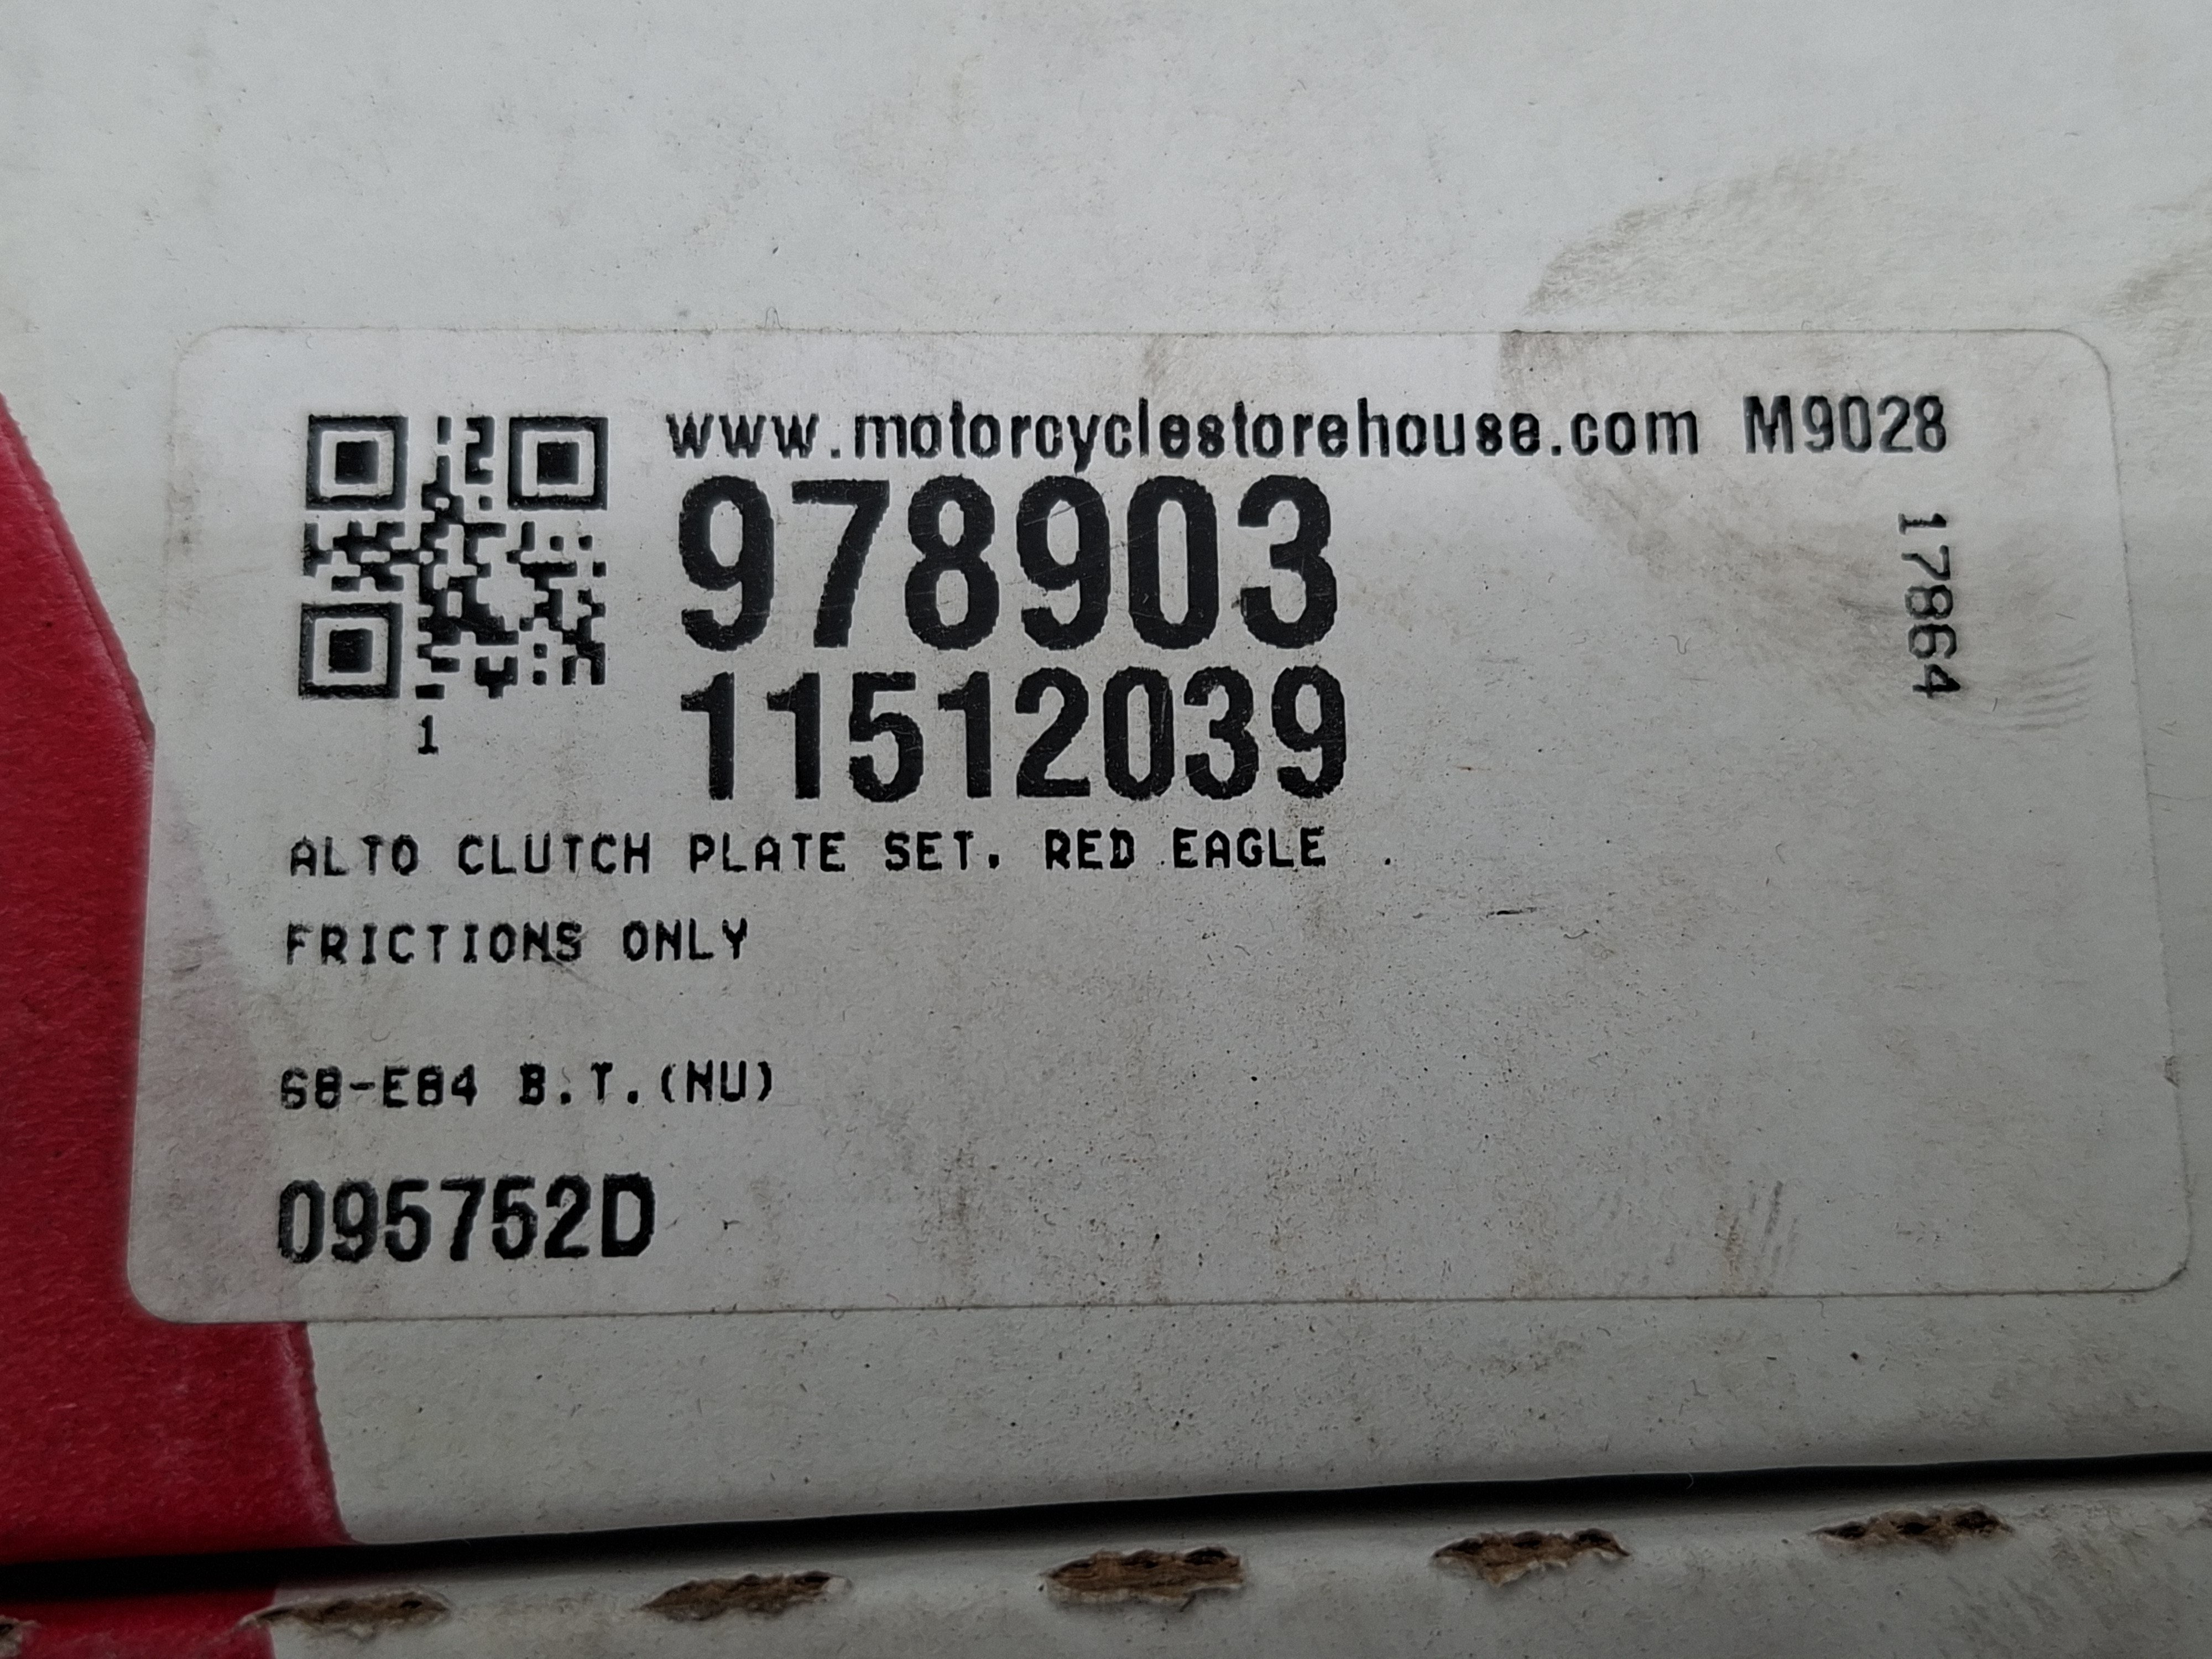 www.motorcyclestorehouse.com M9028
978903
17864
11512039
1
ALTO CLUTCH PLATE SET. RED EAGLE .
FRICTIONS ONLY
68-E84 B.T.(NU)
095752D